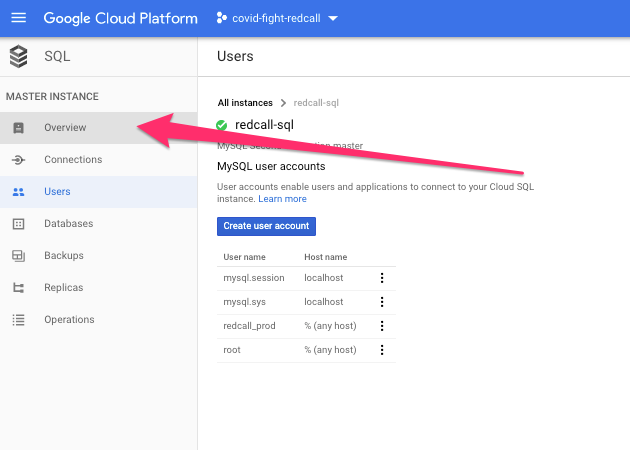 Google Cloud Platform
covid-fight-redcall
SQL
Users
MASTER INSTANCE
Overview
Connections
Users
Databases
Backups
Replicas
Operations
All instances > redcall-sql
redcall-sql
MySQL Second master
MySQL user accounts
User accounts enable users and applications to connect to your Cloud SQL
instance. Learn more
Create user account
User name Host name
mysql.session localhost
mysql.sys localhost
redcall_prod % (any host)
root % (any host)